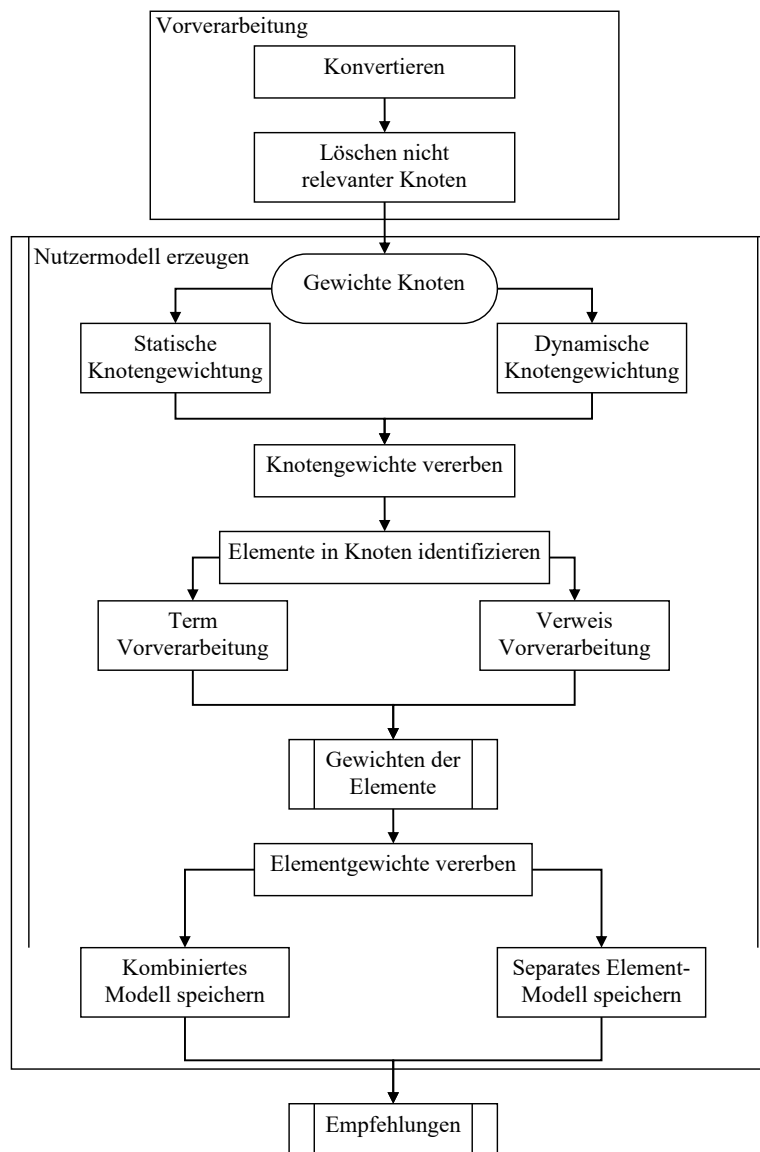 Vorverarbeitung
Konvertieren
Löschen nicht
relevanter Knoten
Nutzermodell erzeugen
Gewichte Knoten
Statische
Knotengewichtung
Dynamische
Knotengewichtung
Knotengewichte vererben
Elemente in Knoten identifizieren
Term
Vorverarbeitung
Verweis
Vorverarbeitung
Gewichten der
Elemente
Elementgewichte vererben
Kombiniertes
Modell speichern
Separates Element-
Modell speichern
Empfehlungen